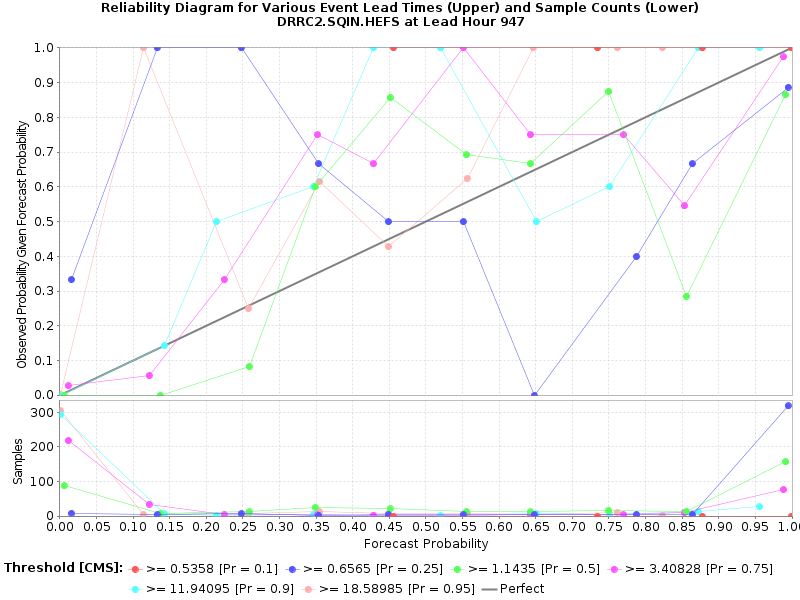 Reliability Diagram for Various Event Lead Times (Upper) and Sample Counts (Lower)
DRRC2.SQIN.HEFS at Lead Hour 947
Observed Probability Given Forecast Probability
1.0
0.9
0.8
0.7
0.6
0.5
0.4
0.3
0.2
0.1
0.0
Samples
300
200
100
0
0.00 0.05 0.10 0.15 0.20 0.25 0.30 0.35 0.40 0.45 0.50 0.55 0.60 0.65 0.70 0.75 0.80 0.85 0.90 0.95 1.0
Forecast Probability
Threshold [CMS]: >= 0.5358 [Pr = 0.1] >= 0.6565 [Pr = 0.25] >= 1.1435 [Pr = 0.5] >= 3.40828 [Pr = 0.75]
>= 11.94095 [Pr = 0.9] >= 18.58985 [Pr = 0.95] Perfect